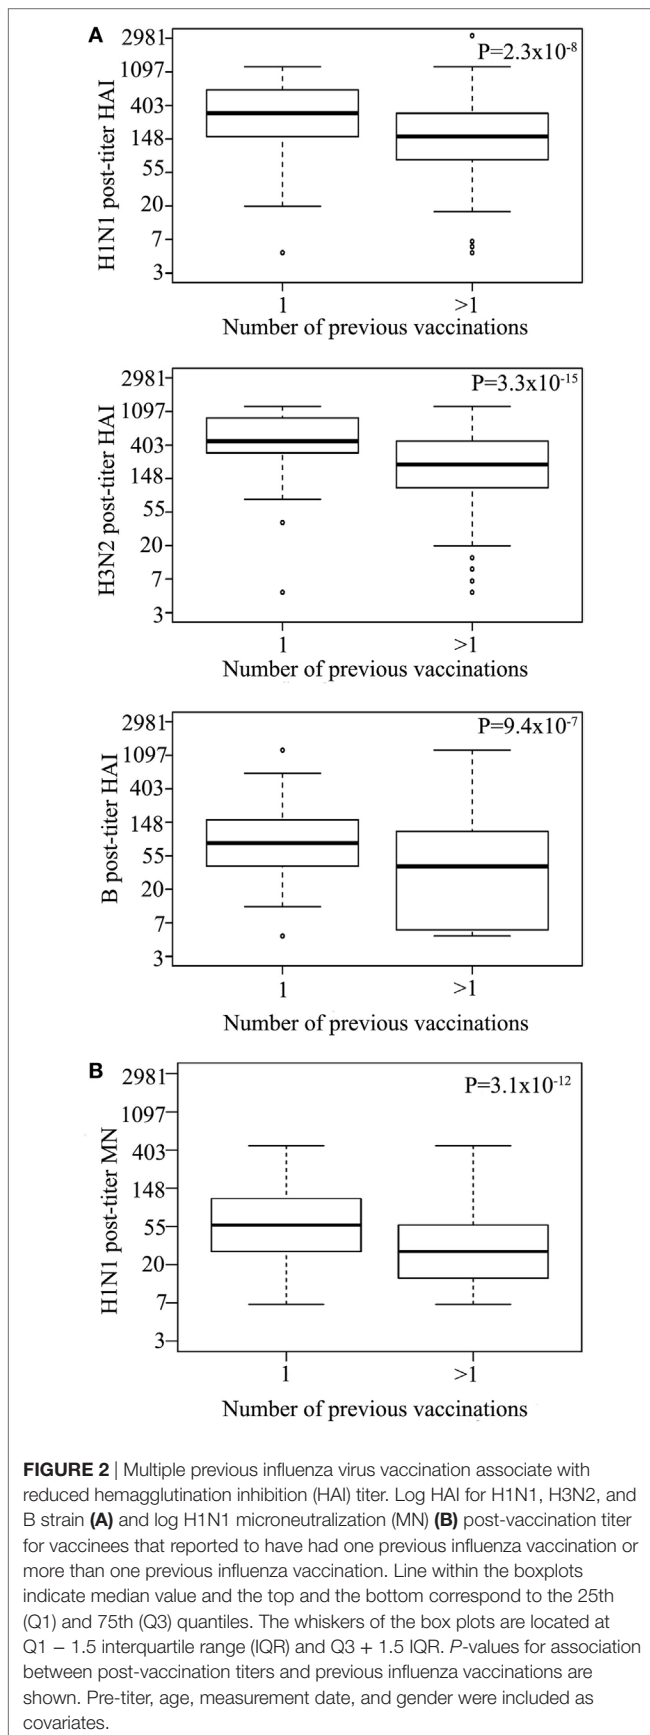 A
2981
1097
403
148
55
20
7
3
H1N1 post-titer HAI
P=2.3x10-8
1 >1
Number of previous vaccinations
2981
1097
403
148
55
20
7
3
H3N2 post-titer HAI
P=3.3x10-15
1 >1
Number of previous vaccinations
2981
1097
403
148
55
20
7
3
B post-titer HAI
P=9.4x10-7
1 >1
Number of previous vaccinations
B
2981
1097
403
148
55
20
7
3
H1N1 post-titer MN
P=3.1x10-12
1 >1
Number of previous vaccinations
FIGURE 2 | Multiple previous influenza virus vaccination associate with
reduced hemagglutination inhibition (HAI) titer. Log HAI for H1N1, H3N2, and
B strain (A) and log H1N1 microneutralization (MN) (B) post-vaccination titer
for vaccinees that reported to have had one previous influenza vaccination or
more than one previous influenza vaccination. Line within the boxplots
indicate median value and the top and the bottom correspond to the 25th
(Q1) and 75th (Q3) quantiles. The whiskers of the box plots are located at
Q1 − 1.5 interquartile range (IQR) and Q3 + 1.5 IQR. P-values for association
between post-vaccination titers and previous influenza vaccinations are
shown. Pre-titer, age, measurement date, and gender were included as
covariates.